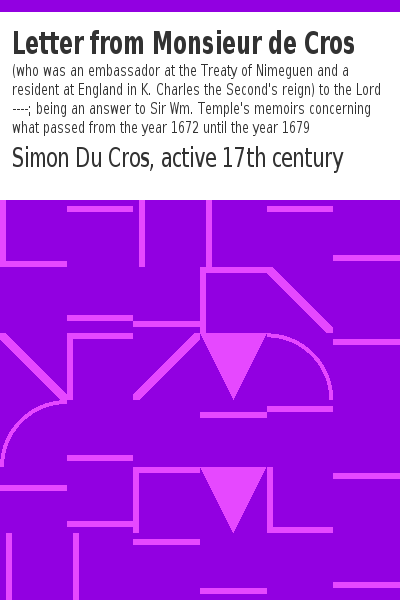 Letter from Monsieur de Cros
(who was an embassador at the Treaty of Nimeguen and a
resident at England in K. Charles the Second's reign) to the Lord
----; being an answer to Sir Wm. Temple's memoirs concerning
what passed from the year 1672 until the year 1679
Simon Du Cros, active 17th century